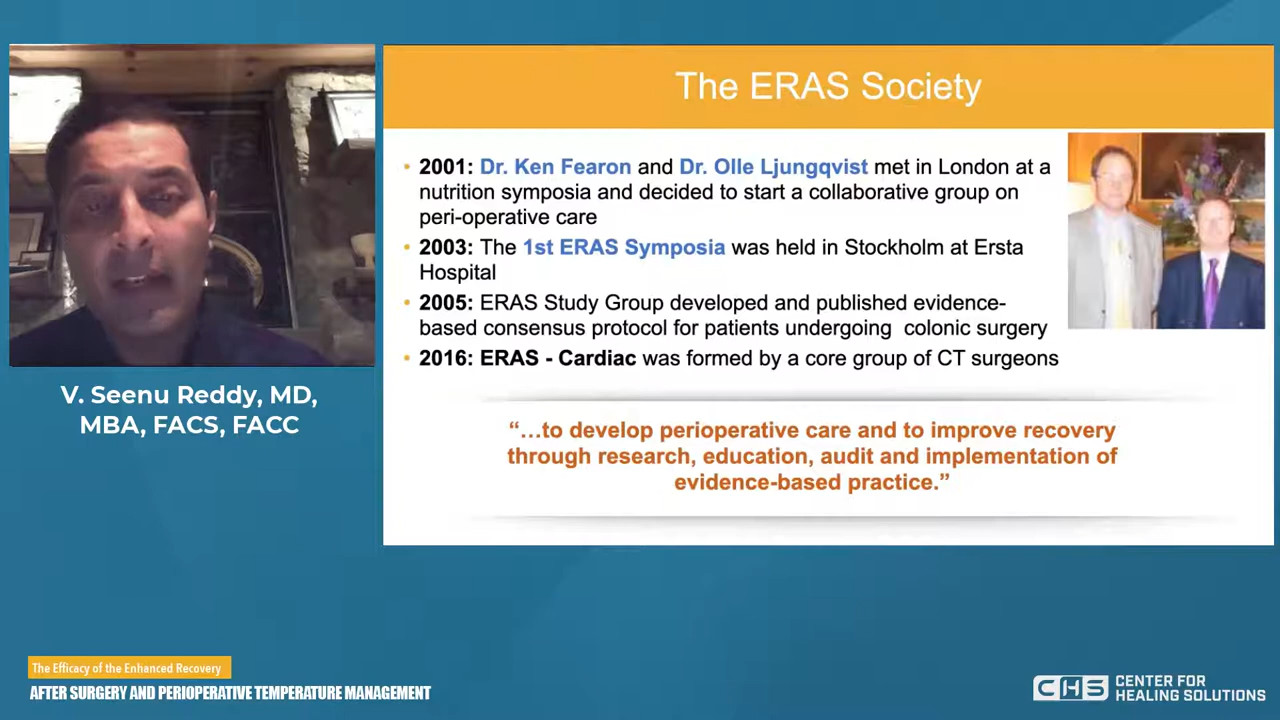 The ERAS Society
• 2001: Dr. Ken Fearon and Dr. Olle Ljungqvist met in London at a
nutrition symposia and decided to start a collaborative group on
peri-operative care
• 2003: The 1st ERAS Symposia was held in Stockholm at Ersta
Hospital
• 2005: ERAS Study Group developed and published evidence-
based consensus protocol for patients undergoing colonic surgery
• 2016: ERAS - Cardiac was formed by a core group of CT surgeons
“…to develop perioperative care and to improve recovery
through research, education, audit and implementation of
evidence-based practice.”
V. Seenu Reddy, MD,
MBA, FACS, FACC
The Efficacy of the Enhanced Recovery
AFTER SURGERY AND PERIOPERATIVE TEMPERATURE MANAGEMENT
CHS CENTER FOR
HEALING SOLUTIONS